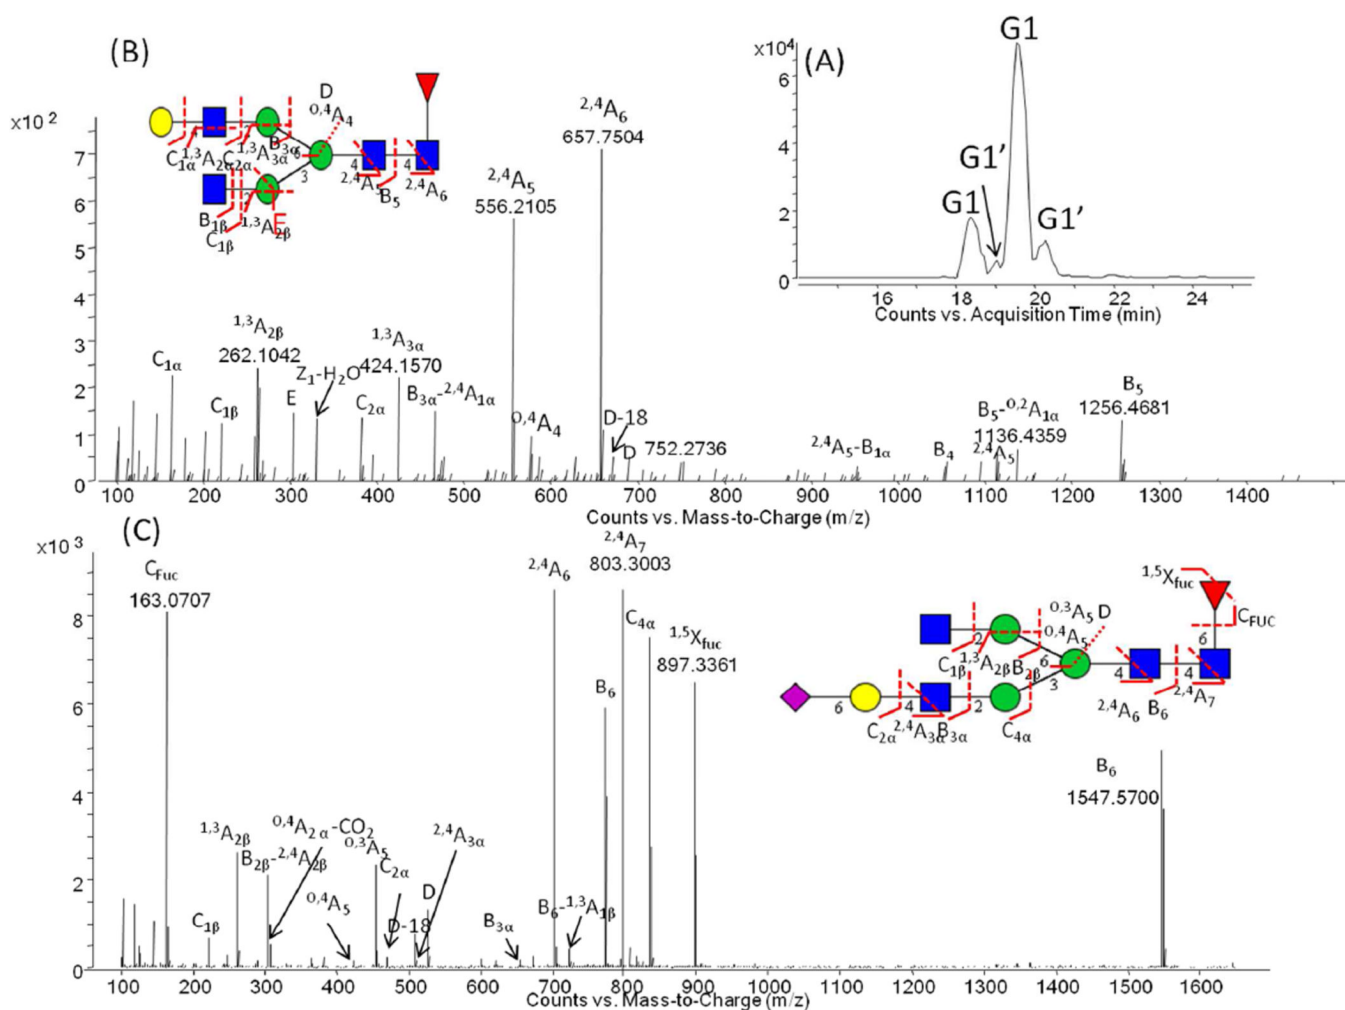 (B)
x10 2
7
6
5
4
3
2
1
0
D
0,4A4
C1α
1,3A2α
C2α
1,3A3α
B3α
6
3
4
2,4A5
B5
4
2,4A6
B1β
C1β
1,3A2β
E
2,4A6
657.7504
2,4A5
556.2105
1,3A2β
262.1042
1,3A3α
424.1570
C1α
C1β
E
Z1-H2O
C2α
B3α-2,4A1α
0,4A4
D-18
D
752.2736
2,4A5-B1α
B4
B5-0,2A1α
1136.4359
2,4A5
B5
1256.4681
100 200 300 400 500 600 700 800 900 1000 1100 1200 1300 1400
Counts vs. Mass-to-Charge (m/z)
(A)
x10 4
6
4
2
0
G1
G1'
G1
G1'
16 18 20 22 24
Counts vs. Acquisition Time (min)
(C)
x10 3
8
6
4
2
0
CFuc
163.0707
1,3A2β
B2β-2,4A2β
0,4A2α-CO2
0,3A5
C2α
2,4A3α
C1β
0,4A5
D-18
D
B3α
B6-1,3A1β
2,4A6
2,4A7
803.3003
C4α
B6
1,5Xfuc
897.3361
B6
1547.5700
1,5Xfuc
CFUC
6
0,3A5 D
0,4A5
2
C1β
1,3A2β
B2β
6
3
4
2,4A6
B6
4
2,4A7
6
C2α
4
2,4A3α
B3α
2
C4α
100 200 300 400 500 600 700 800 900 1000 1100 1200 1300 1400 1500 1600
Counts vs. Mass-to-Charge (m/z)